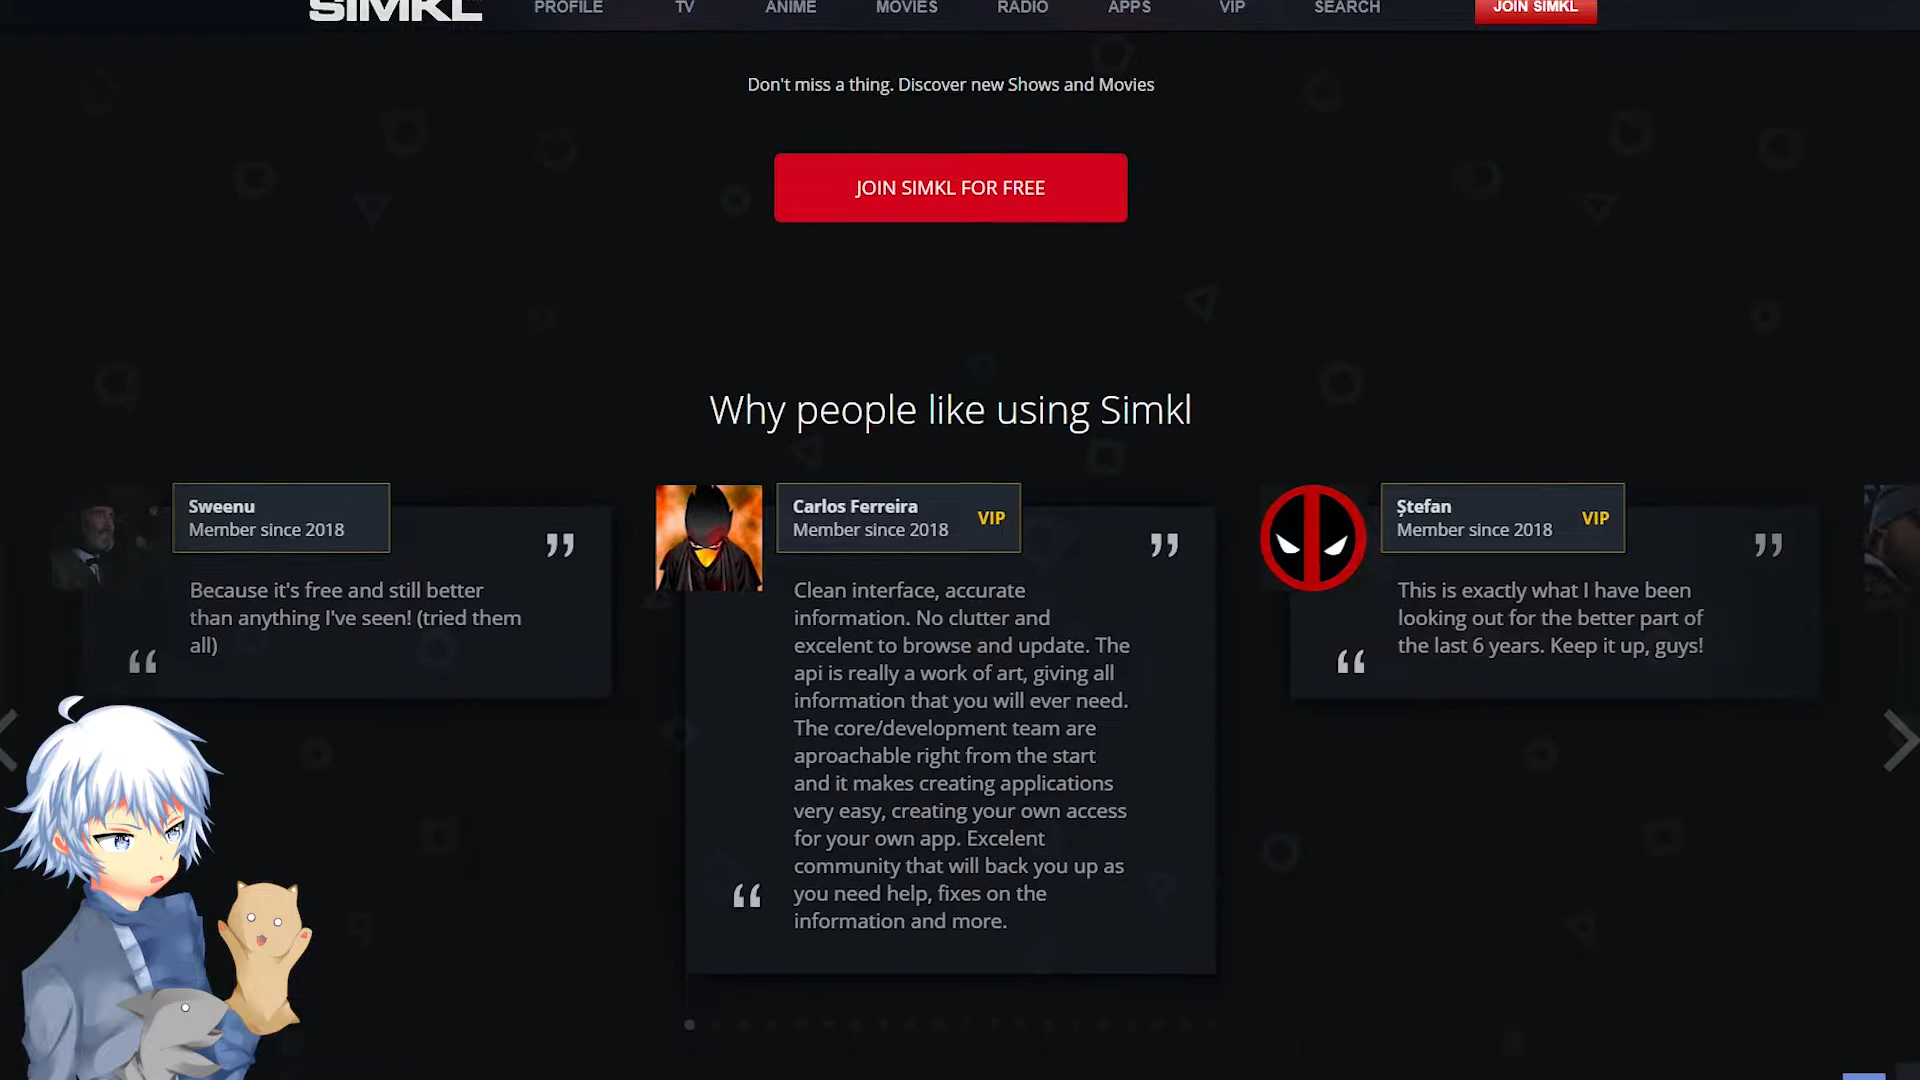 SIMKL
PROFILE TV ANIME MOVIES RADIO APPS VIP SEARCH JOIN SIMKL
Don't miss a thing. Discover new Shows and Movies
JOIN SIMKL FOR FREE
Why people like using Simkl
Sweenu
Member since 2018
Because it's free and still better
than anything I've seen! (tried them
all)
Carlos Ferreira
Member since 2018
VIP
Clean interface, accurate
information. No clutter and
excelent to browse and update. The
api is really a work of art, giving all
information that you will ever need.
The core/development team are
aproachable right from the start
and it makes creating applications
very easy, creating your own access
for your own app. Excelent
community that will back you up as
you need help, fixes on the
information and more.
Ștefan
Member since 2018
VIP
This is exactly what I have been
looking out for the better part of
the last 6 years. Keep it up, guys!